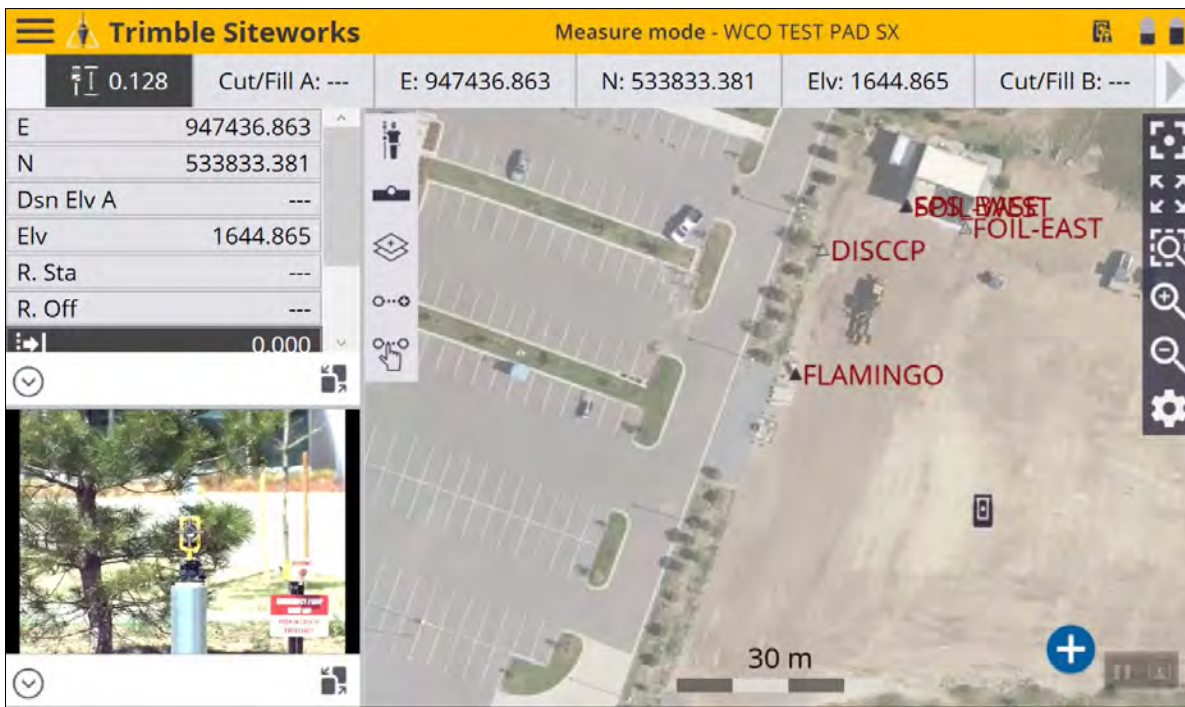 Trimble Siteworks
Measure mode - WCO TEST PAD SX
0.128
Cut/Fill A: ---
E: 947436.863
N: 533833.381
Elv: 1644.865
Cut/Fill B: ---
E 947436.863
N 533833.381
Dsn Elv A ---
Elv 1644.865
R. Sta ---
R. Off ---
0.000
FOIL-EAST
DISCCP
FLAMINGO
30 m